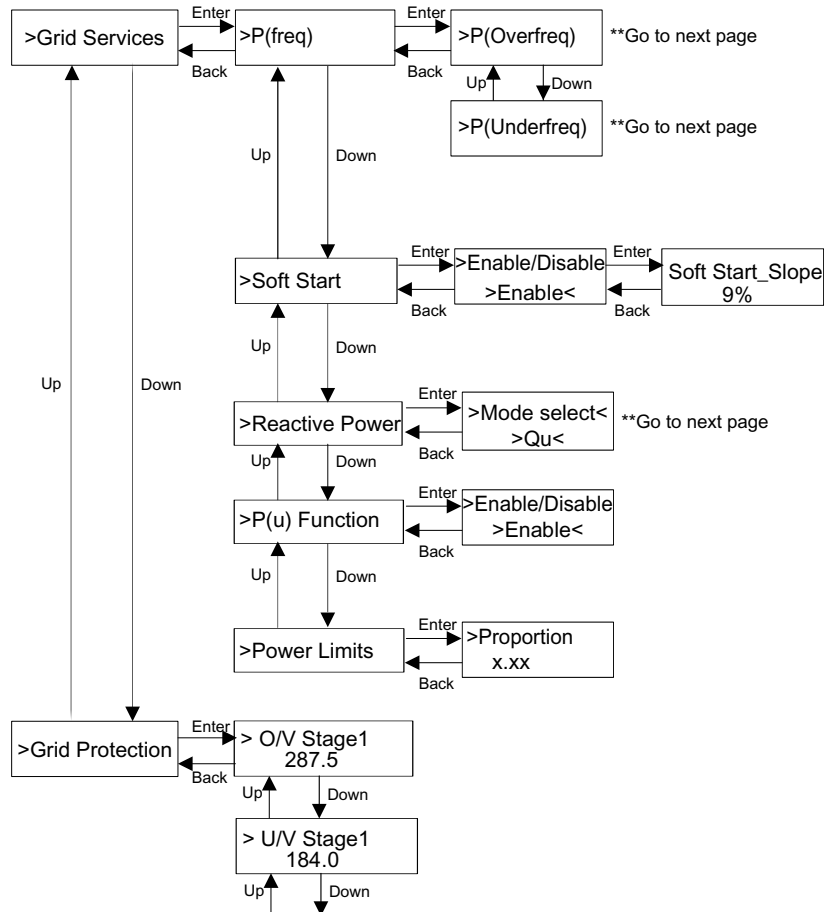 >Grid Services
Enter
Back
>P(freq)
Enter
Back
>P(Overfreq)
**Go to next page
Up
Down
>P(Underfreq)
**Go to next page
Up
Down
>Soft Start
Enter
Back
>Enable/Disable
>Enable<
Enter
Back
Soft Start_Slope
9%
Up
Down
Up
Down
>Reactive Power
Enter
Back
>Mode select<
>Qu<
**Go to next page
Up
Down
>P(u) Function
Enter
Back
>Enable/Disable
>Enable<
Up
Down
>Power Limits
Enter
Back
>Proportion
x.xx
>Grid Protection
Enter
Back
> O/V Stage1
287.5
Up
Down
> U/V Stage1
184.0
Up
Down